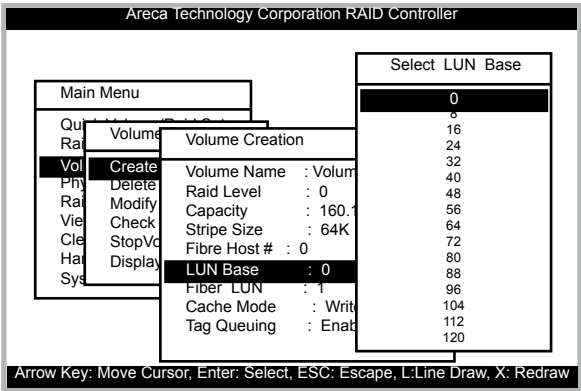 Areca Technology Corporation RAID Controller
Select LUN Base
0
8
16
24
32
40
48
56
64
72
80
88
96
104
112
120
Main Menu
Volume Creation
Volume Name :
Raid Level : 0
Capacity : 160.1
Stripe Size : 64K
Fibre Host # : 0
LUN Base : 0
Fiber LUN : 1
Cache Mode :
Tag Queuing :
Create
Delete
Modify
Check
Display
Arrow Key: Move Cursor, Enter: Select, ESC: Escape, L:Line Draw, X: Redraw